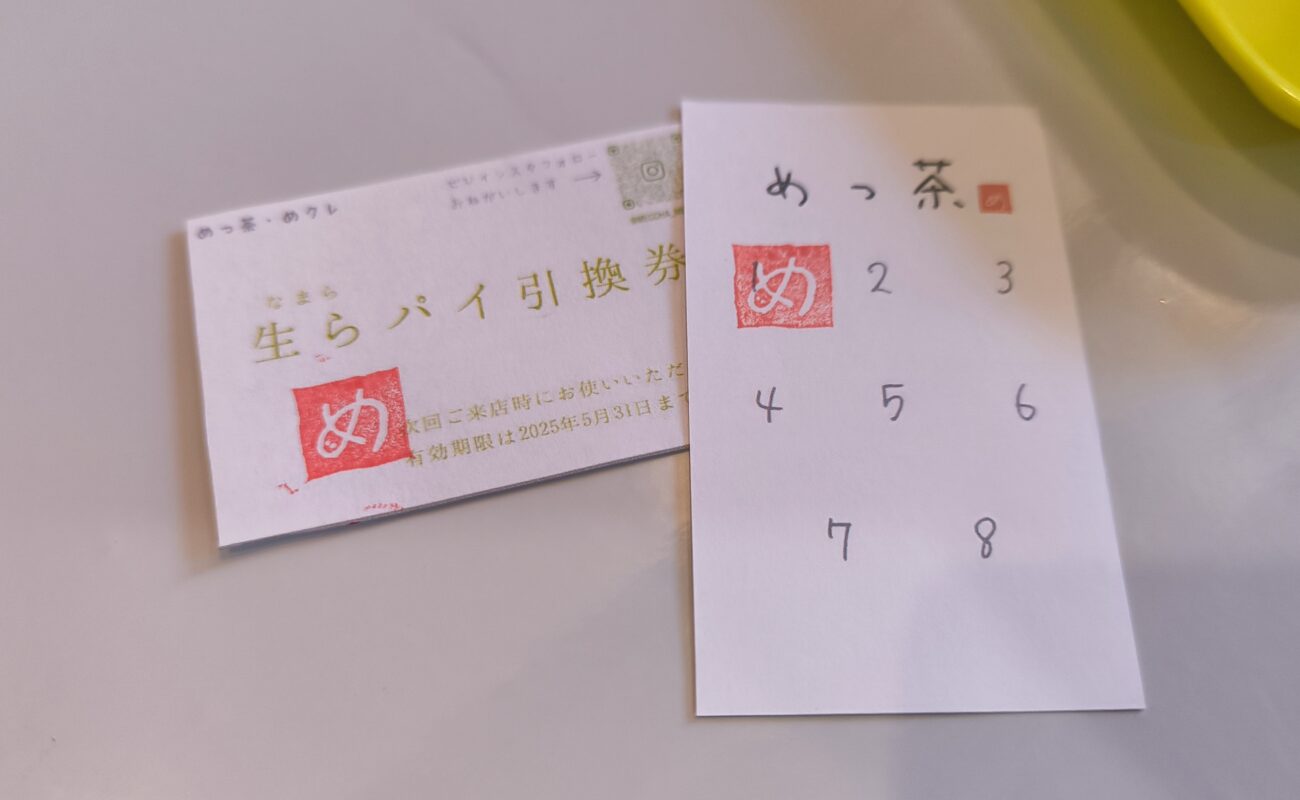 めっ茶・めクレ
ぜひインスタフォロー
おねがいします →
なまら
生らパイ引換券
め
次回ご来店時にお使いいただ
有効期限は2025年5月31日まで
めっ茶。
め
1 2 3
め
4 5 6
7 8